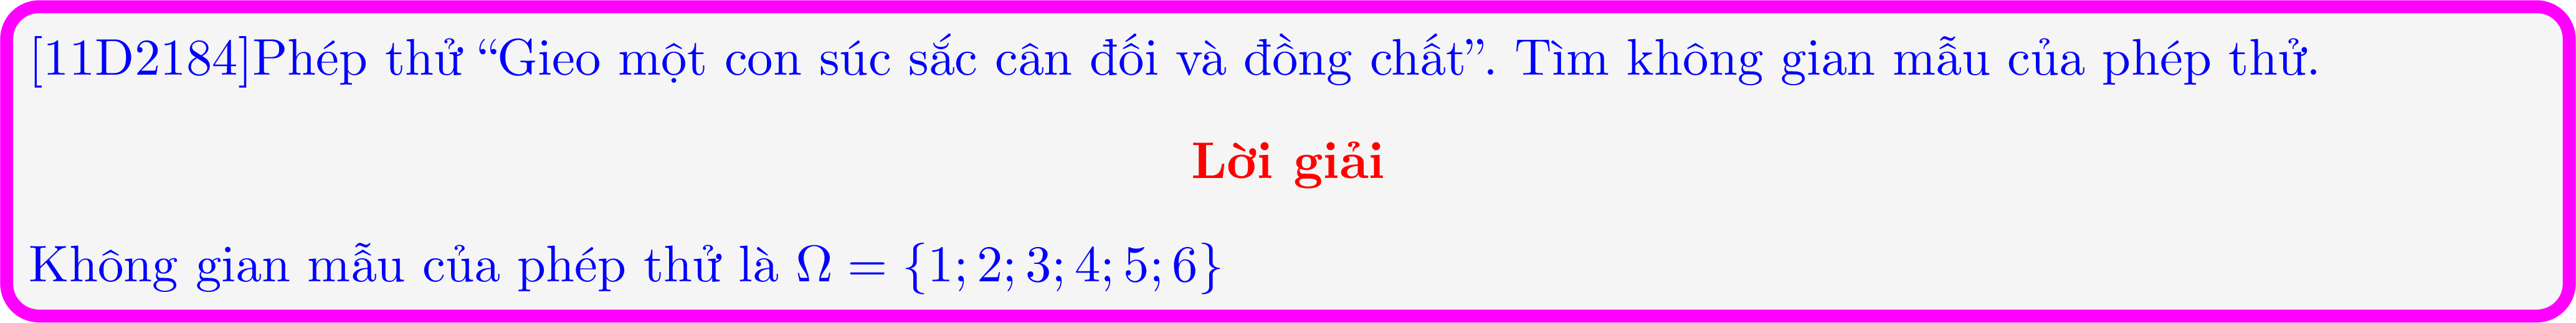 [11D2184]Phép thử “Gieo một con súc sắc cân đối và đồng chất”. Tìm không gian mẫu của phép thử.
Lời giải
Không gian mẫu của phép thử là Ω = {1; 2; 3; 4; 5; 6}